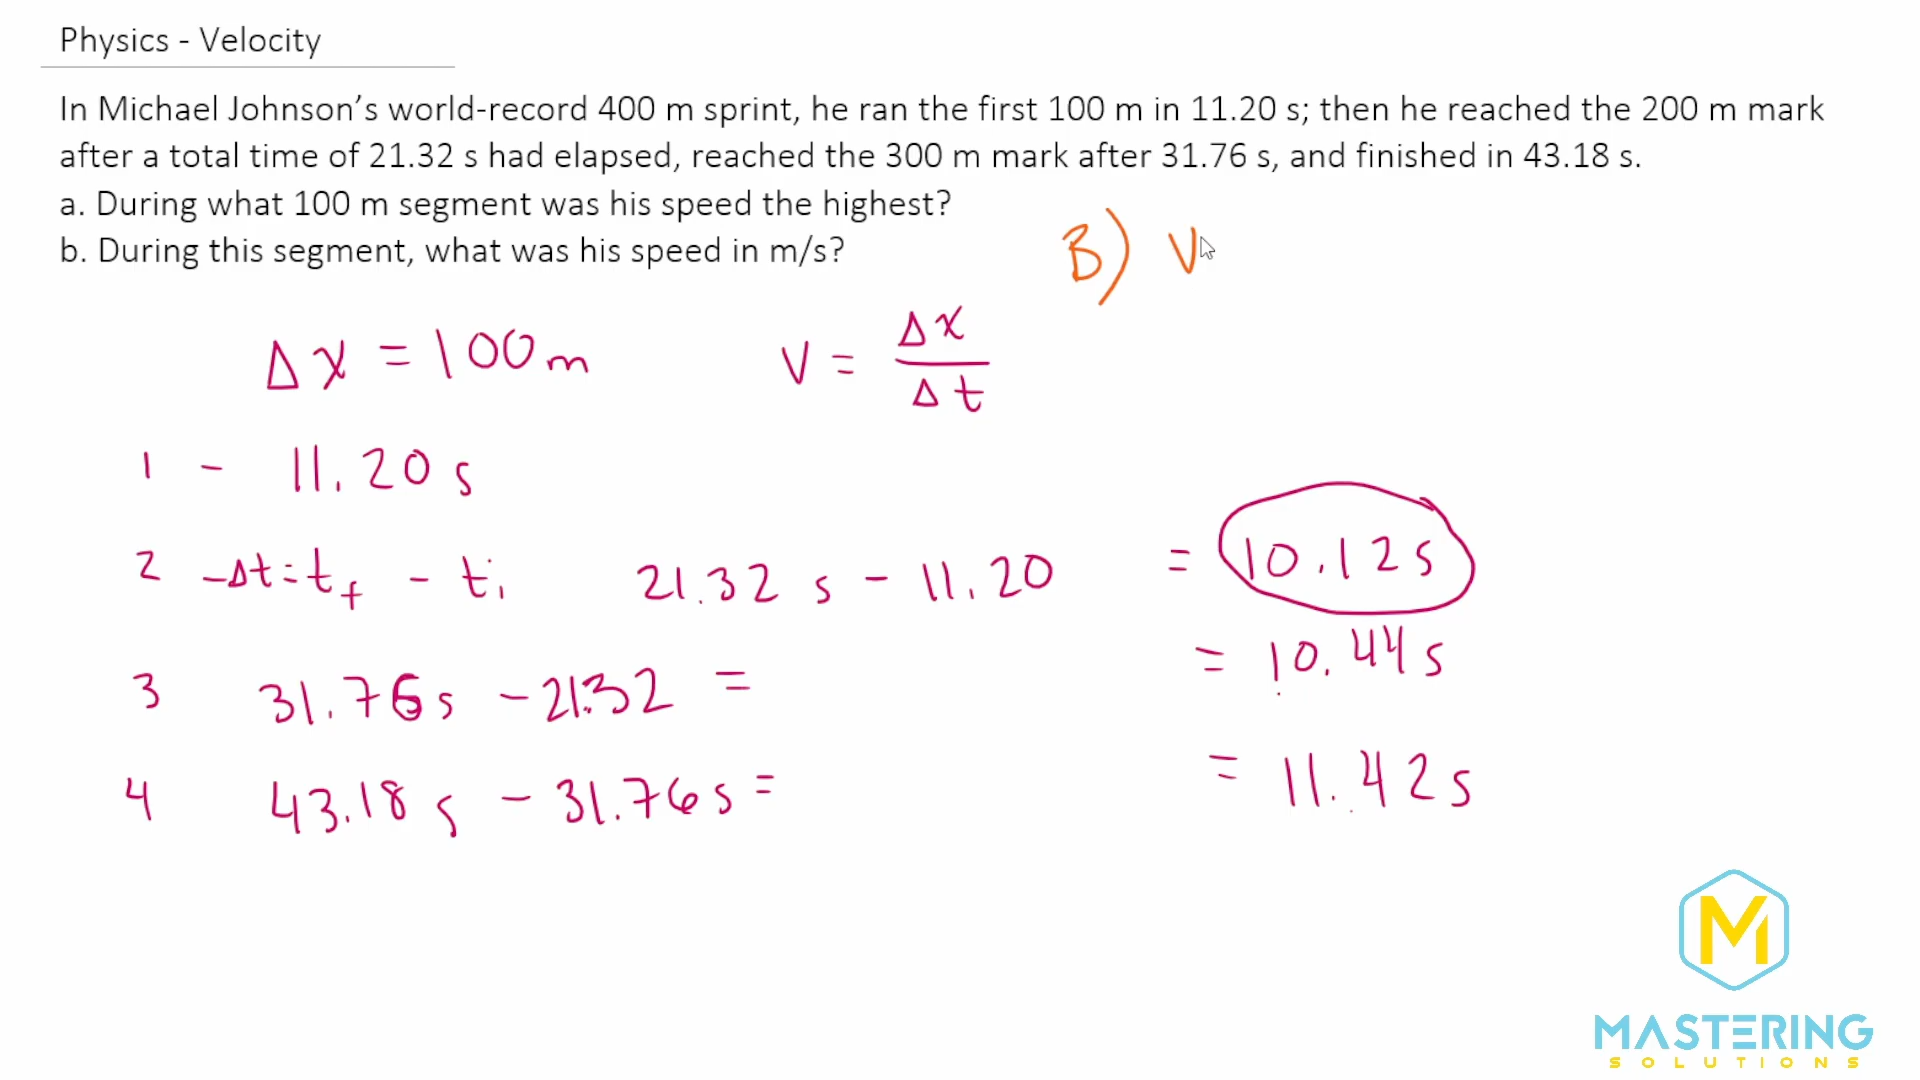 Physics - Velocity
In Michael Johnson’s world-record 400 m sprint, he ran the first 100 m in 11.20 s; then he reached the 200 m mark
after a total time of 21.32 s had elapsed, reached the 300 m mark after 31.76 s, and finished in 43.18 s.
a. During what 100 m segment was his speed the highest?
b. During this segment, what was his speed in m/s?
B) V
Δx = 100m V = Δx / Δt
1 - 11.20 s
2 -Δt = tf - ti 21.32 s - 11.20 = 10.12 s
3 31.76 s - 21.32 = = 10.44 s
4 43.18 s - 31.76 s = = 11.42 s
M
MASTERING
SOLUTIONS